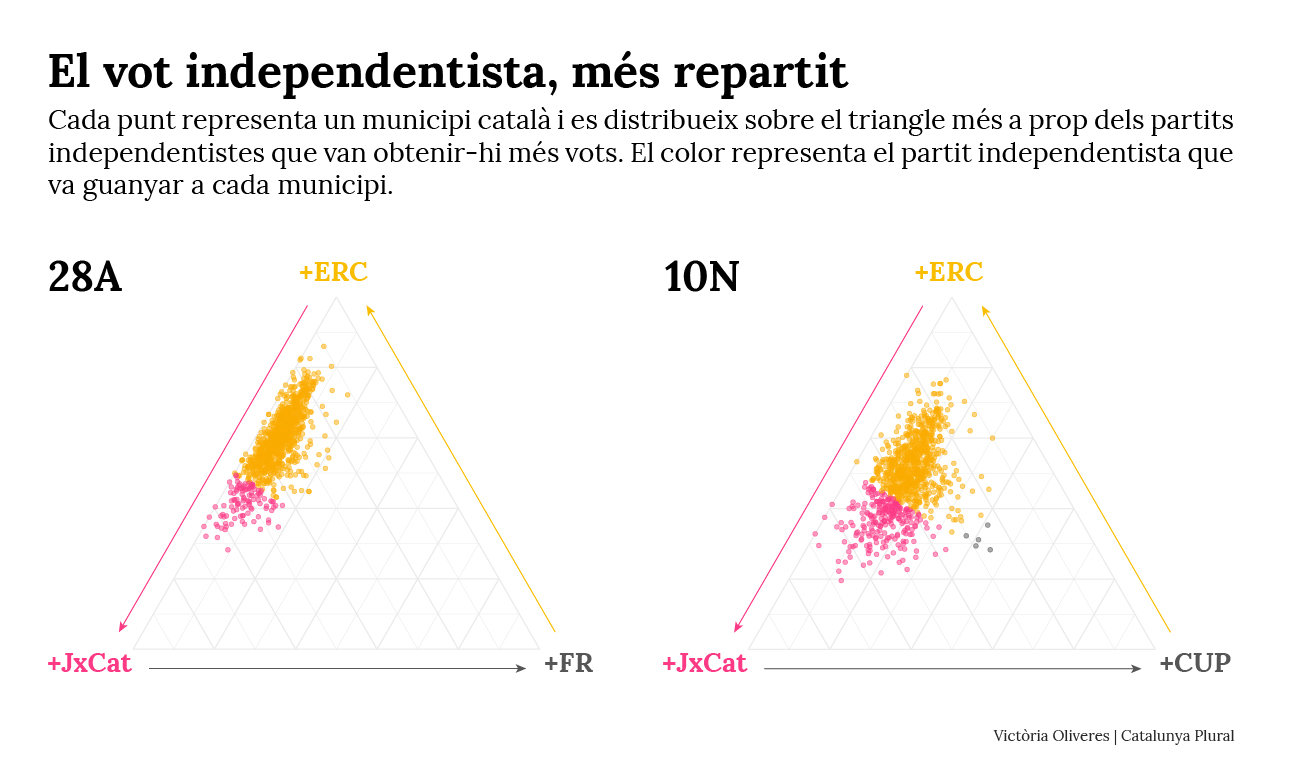 El vot independentista, més repartit
Cada punt representa un municipi català i es distribueix sobre el triangle més a prop dels partits
independentistes que van obtenir-hi més vots. El color representa el partit independentista que
va guanyar a cada municipi.
28A
+ERC
+JxCat
+FR
10N
+ERC
+JxCat
+CUP
Victòria Oliveres | Catalunya Plural